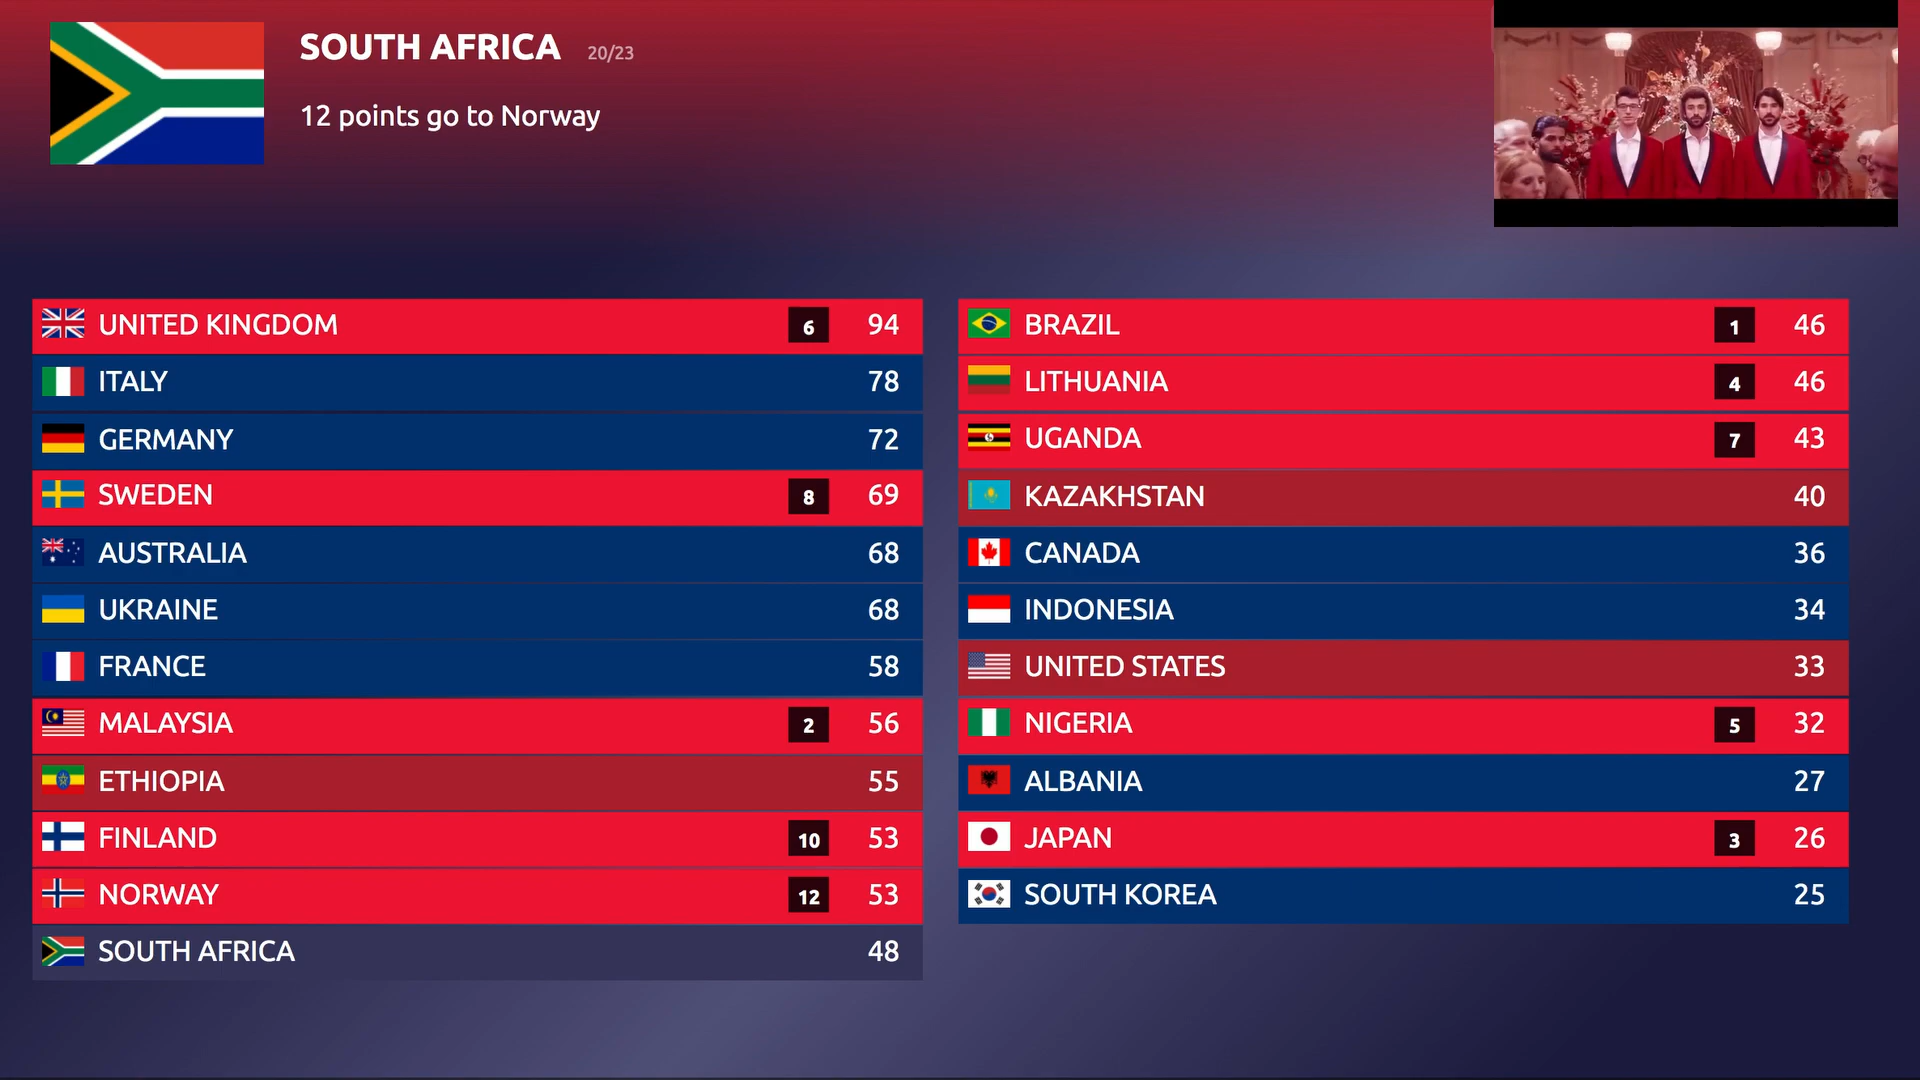 SOUTH AFRICA 20/23
12 points go to Norway
UNITED KINGDOM 6 94
ITALY 78
GERMANY 72
SWEDEN 8 69
AUSTRALIA 68
UKRAINE 68
FRANCE 58
MALAYSIA 2 56
ETHIOPIA 55
FINLAND 10 53
NORWAY 12 53
SOUTH AFRICA 48
BRAZIL 1 46
LITHUANIA 4 46
UGANDA 7 43
KAZAKHSTAN 40
CANADA 36
INDONESIA 34
UNITED STATES 33
NIGERIA 5 32
ALBANIA 27
JAPAN 3 26
SOUTH KOREA 25